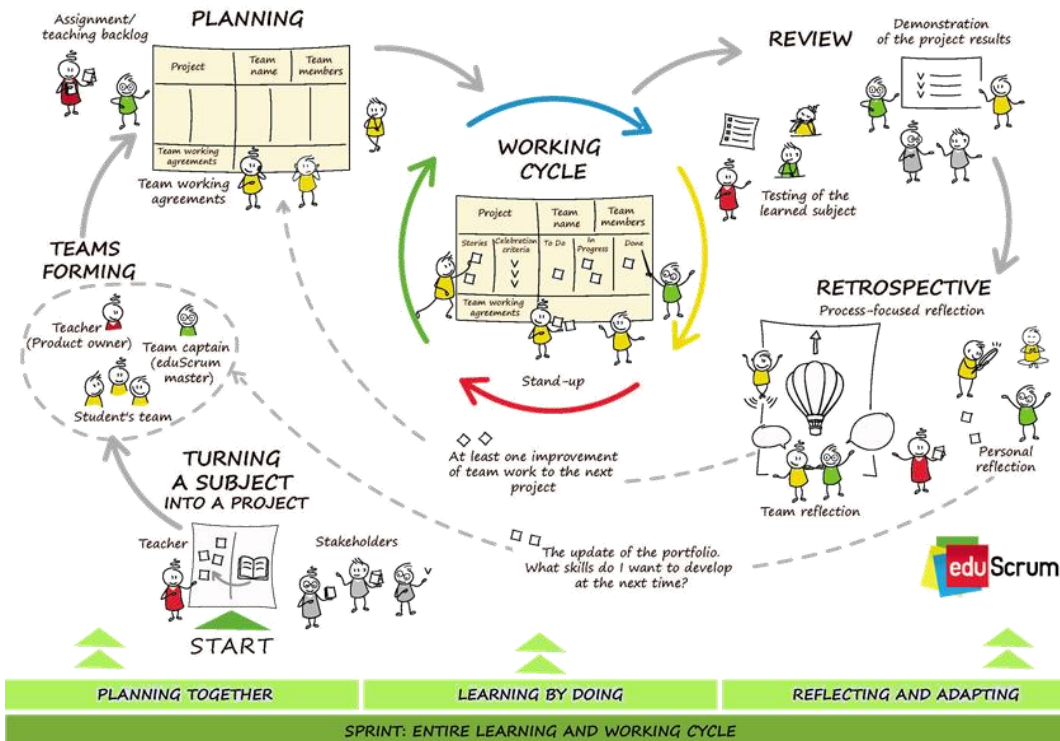 PLANNING
Assignment/
teaching backlog
Project
Team
name
Team
members
Team working
agreements
Team working
agreements
REVIEW
Demonstration
of the project results
Testing of the
learned subject
WORKING
CYCLE
Project
Team
name
Team
members
Stories
Celebration
criteria
To Do
In
Progress
Done
Team working
agreements
Stand-up
TEAMS
FORMING
Teacher
(Product owner)
Team captain
(eduScrum
master)
Student's team
RETROSPECTIVE
Process-focused reflection
Team reflection
Personal
reflection
At least one improvement
of team work to the next
project
The update of the portfolio.
What skills do I want to develop
at the next time?
TURNING
A SUBJECT
INTO A PROJECT
Teacher
Stakeholders
START
eduScrum
PLANNING TOGETHER
LEARNING BY DOING
REFLECTING AND ADAPTING
SPRINT: ENTIRE LEARNING AND WORKING CYCLE